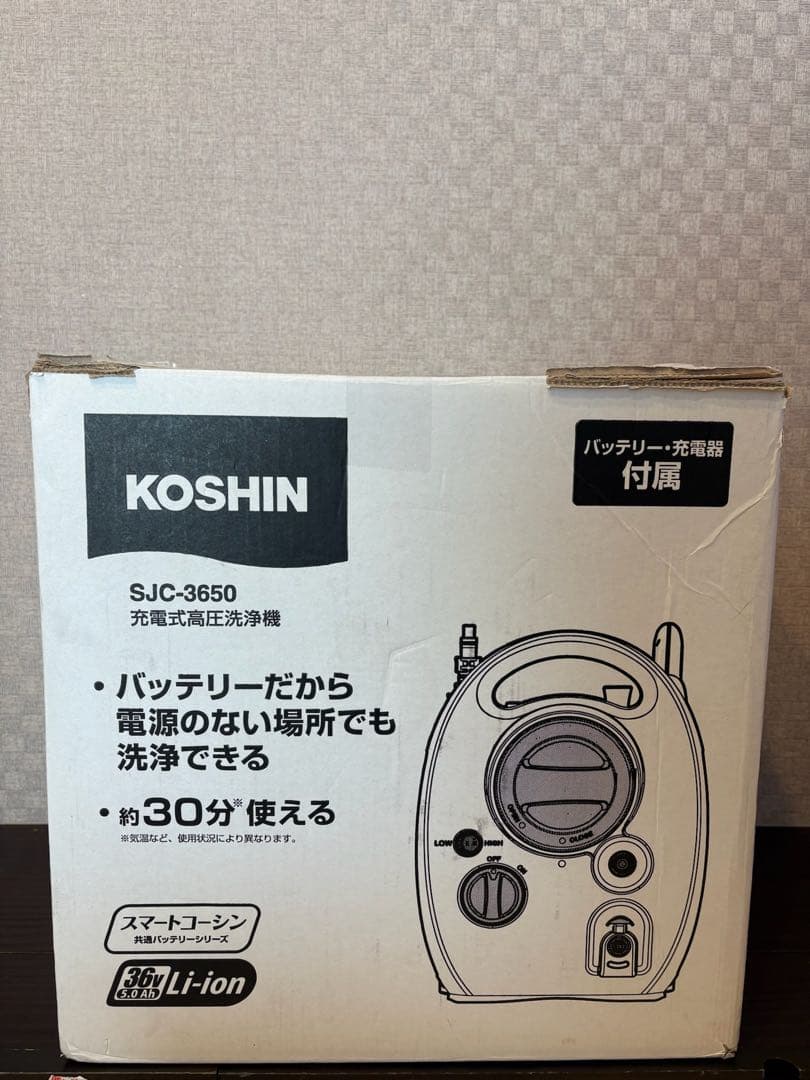 KOSHIN
バッテリー・充電器
付属
SJC-3650
充電式高圧洗浄機
・バッテリーだから
電源のない場所でも
洗浄できる
・約30分※使える
※気温など、使用状況により異なります。
スマートコーシン
共通バッテリーシリーズ
36V
5.0Ah
Li-ion
OPEN
CLOSE
LOW
HIGH
OFF
ON